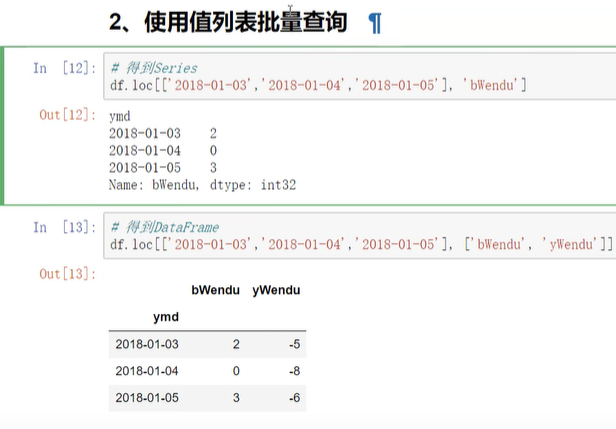 2、使用值列表批量查询 ¶
In [12]: # 得到Series
df.loc[['2018-01-03','2018-01-04','2018-01-05'], 'bWendu']
Out[12]: ymd
2018-01-03 2
2018-01-04 0
2018-01-05 3
Name: bWendu, dtype: int32
In [13]: # 得到DataFrame
df.loc[['2018-01-03','2018-01-04','2018-01-05'], ['bWendu', 'yWendu']]
Out[13]:
bWendu yWendu
ymd
2018-01-03 2 -5
2018-01-04 0 -8
2018-01-05 3 -6